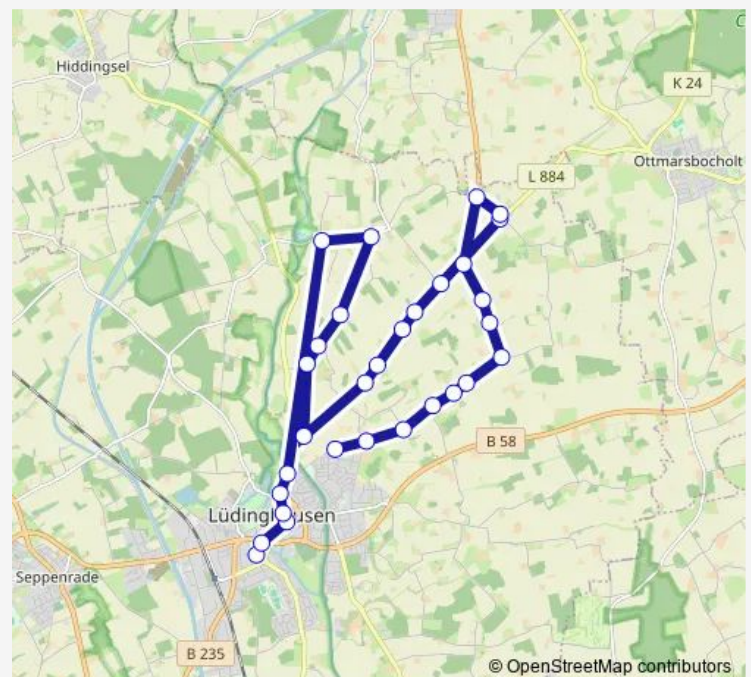 Hiddingsel
K 24
Ottmarsbocholt
L 884
B 58
Lüdinghausen
Seppenrade
B 235
© OpenStreetMap contributors